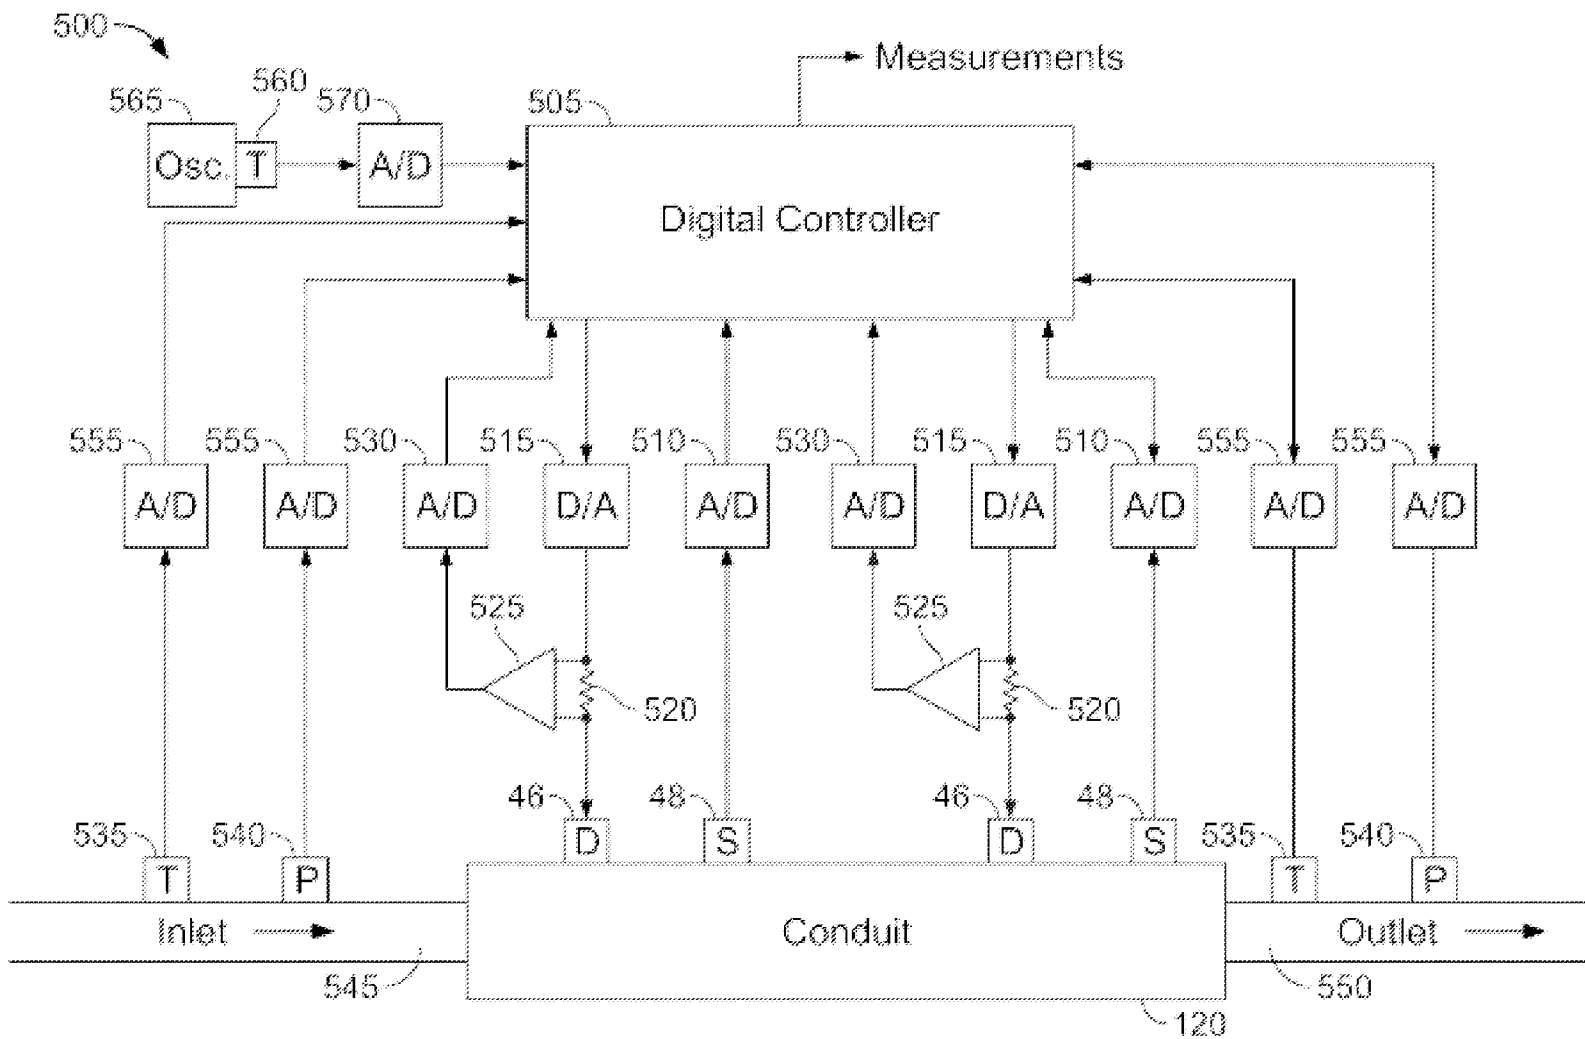 500
Measurements
565
560
570
505
Osc.
T
A/D
Digital Controller
555
555
530
515
510
530
515
510
555
555
A/D
A/D
A/D
D/A
A/D
A/D
D/A
A/D
A/D
A/D
525
525
520
520
46
48
46
48
535
540
D
S
D
S
535
540
T
P
T
P
Inlet
Conduit
Outlet
545
550
120